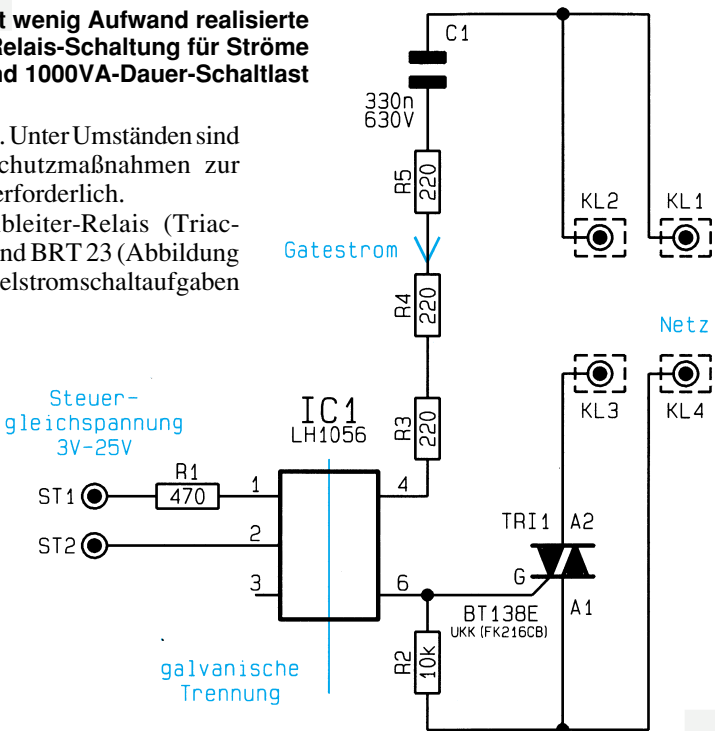 t wenig Aufwand realisierte
Relais-Schaltung für Ströme
nd 1000VA-Dauer-Schaltlast
. Unter Umständen sind
chutzmaßnahmen zur
erforderlich.
lbleiter-Relais (Triac-
nd BRT 23 (Abbildung
elstromschaltaufgaben
C1
330n
630V
R5
220
KL2
KL1
Gatestrom
R4
220
Netz
KL3
KL4
Steuer-
gleichspannung
3V-25V
IC1
LH1056
R3
220
ST1
R1
470
1
4
ST2
2
3
6
TRI1
A2
G
A1
BT138E
UKK (FK216CB)
R2
10k
galvanische
Trennung